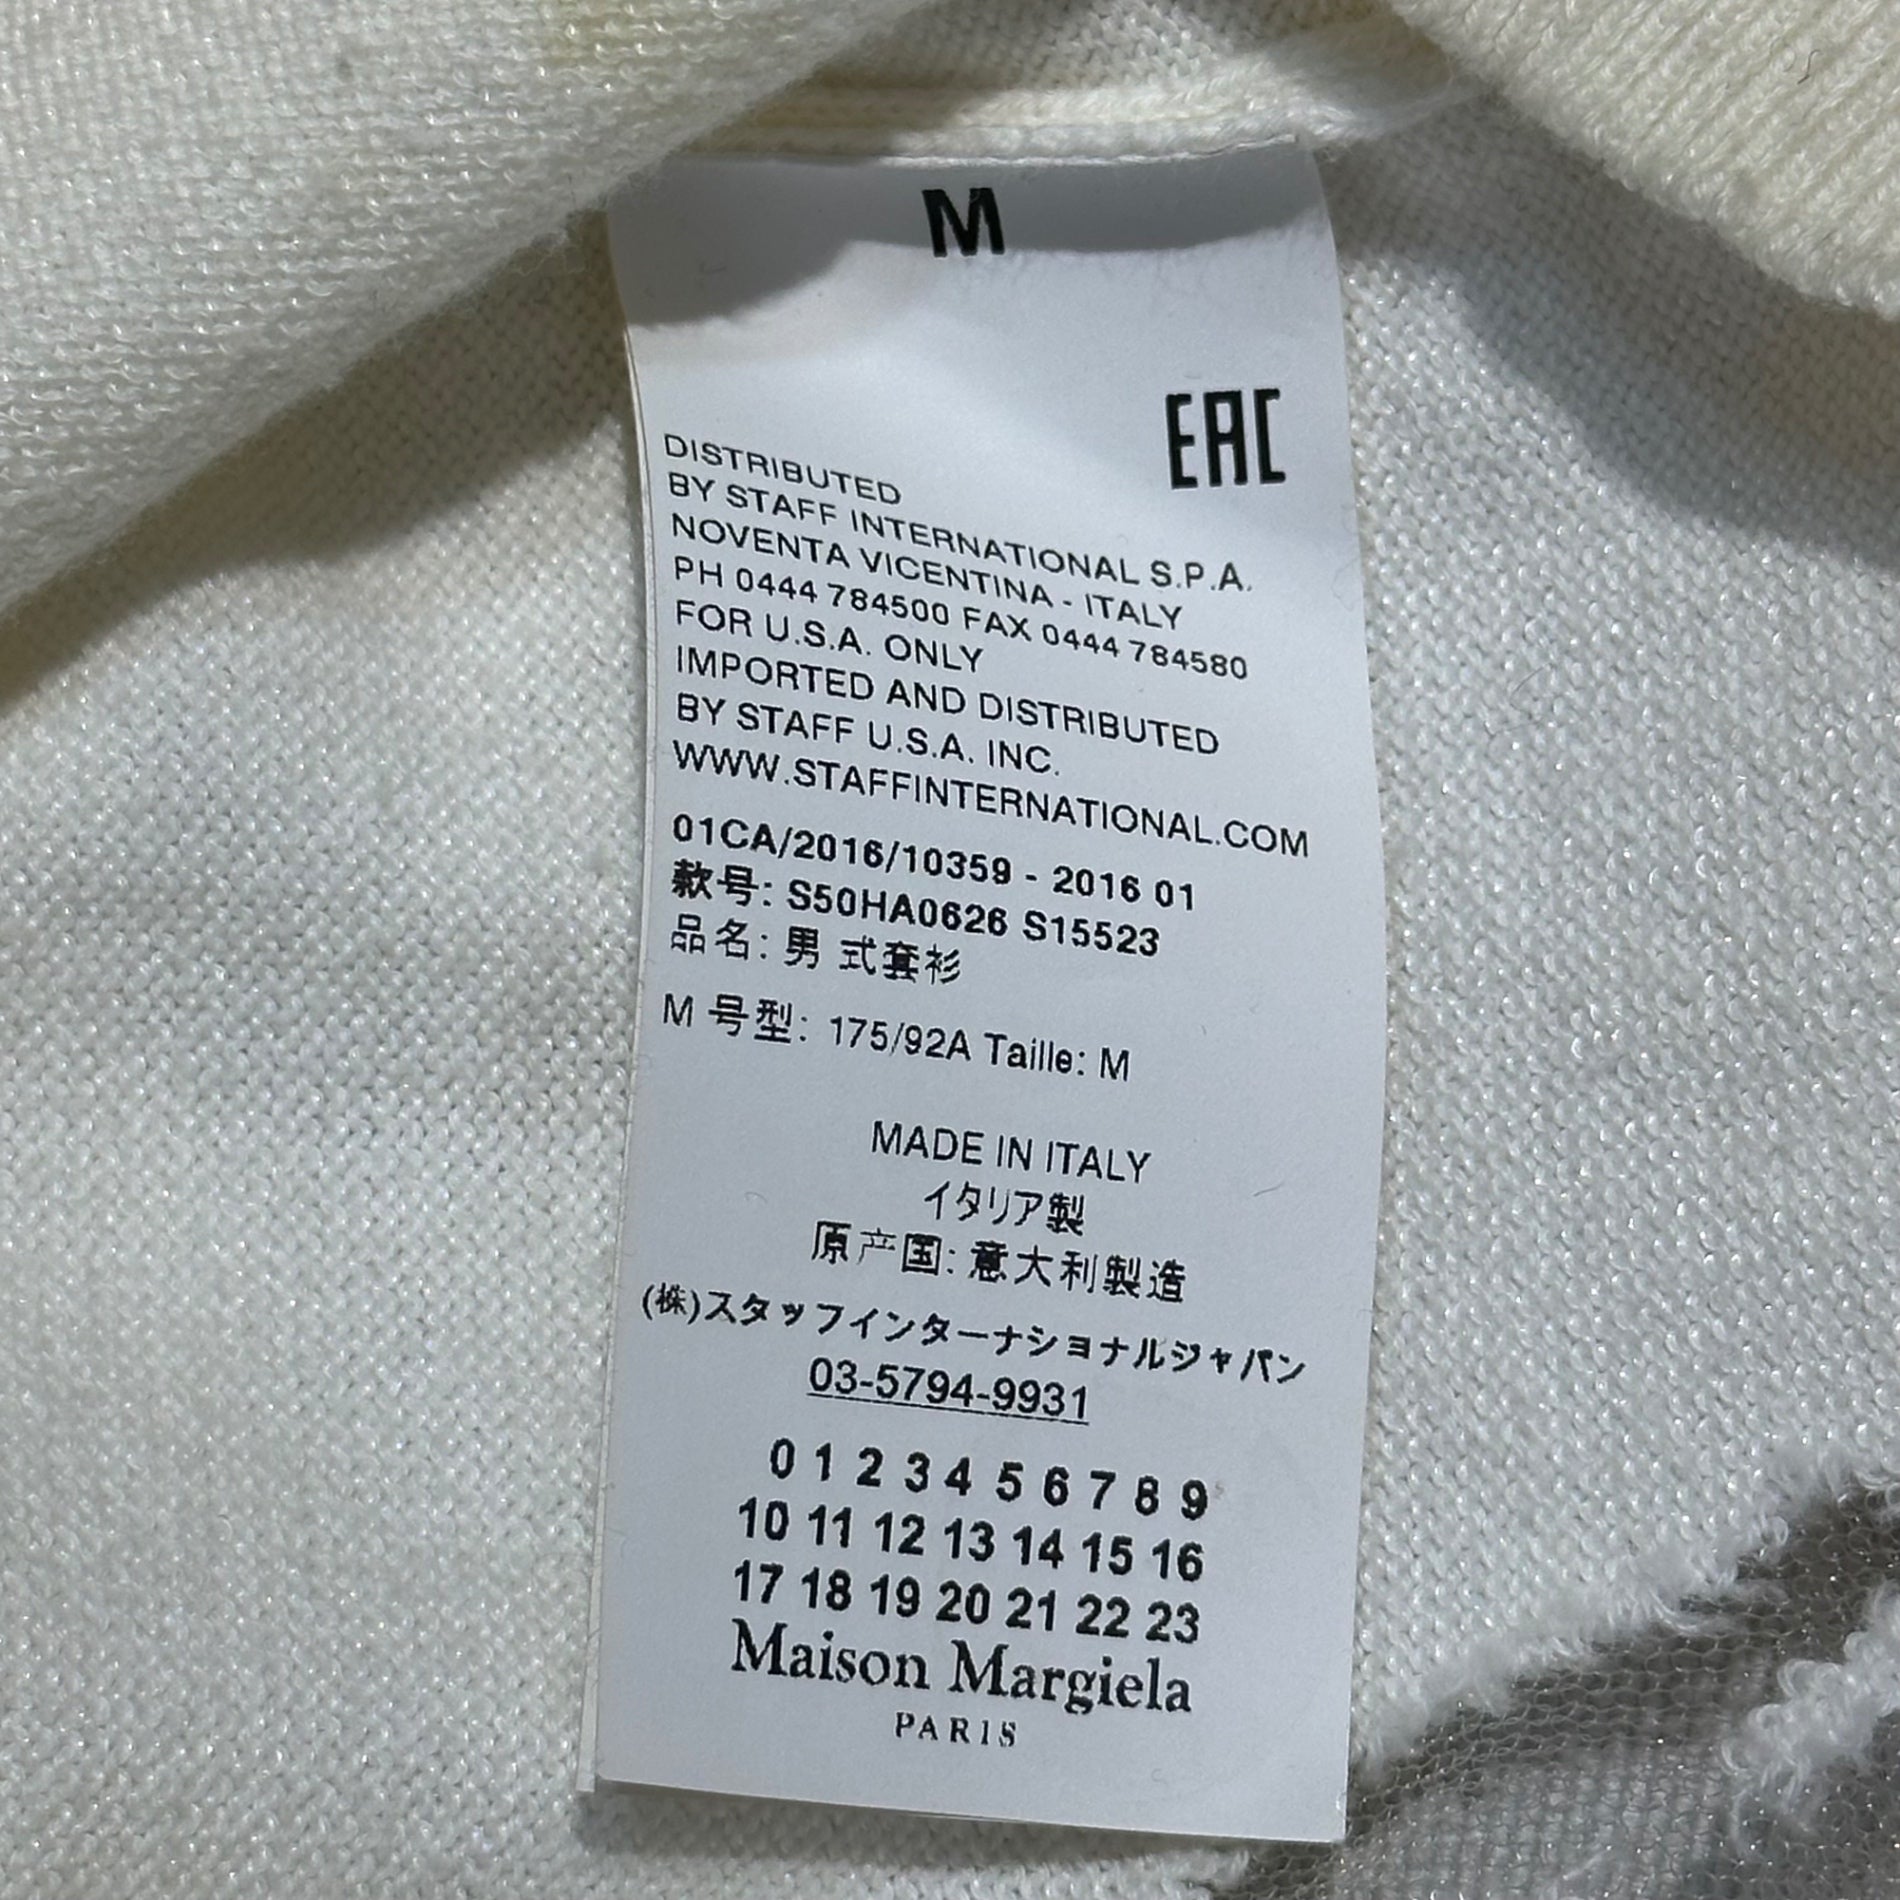 M
EAC
DISTRIBUTED
BY STAFF INTERNATIONAL S.P.A.
NOVENTA VICENTINA - ITALY
PH 0444 784500 FAX 0444 784580
FOR U.S.A. ONLY
IMPORTED AND DISTRIBUTED
BY STAFF U.S.A. INC.
WWW.STAFFINTERNATIONAL.COM
01CA/2016/10359 - 2016 01
款号: S50HA0626 S15523
品名: 男 式套衫
M 号型: 175/92A Taille: M
MADE IN ITALY
イタリア製
原产国: 意大利製造
(株)スタッフインターナショナルジャパン
03-5794-9931
0 1 2 3 4 5 6 7 8 9
10 11 12 13 14 15 16
17 18 19 20 21 22 23
Maison Margiela
PARIS